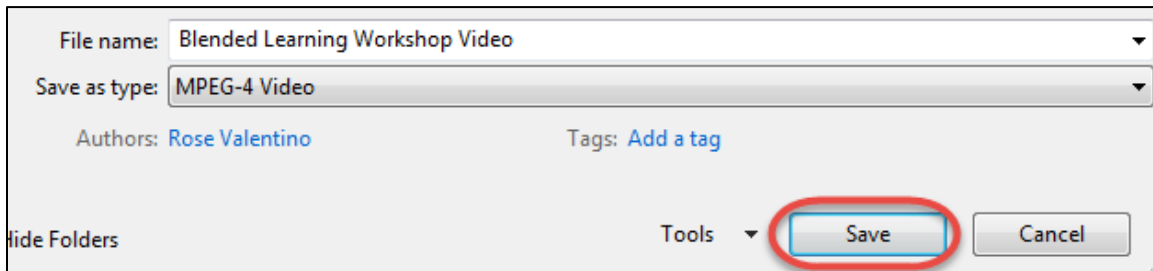 File name: Blended Learning Workshop Video
Save as type: MPEG-4 Video
Authors: Rose Valentino Tags: Add a tag
Hide Folders Tools Save Cancel